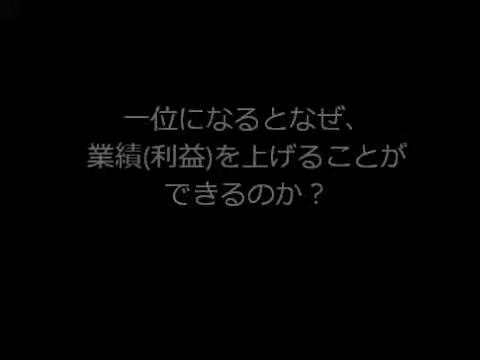 一位になるとなぜ、
業績(利益)を上げることが
できるのか？